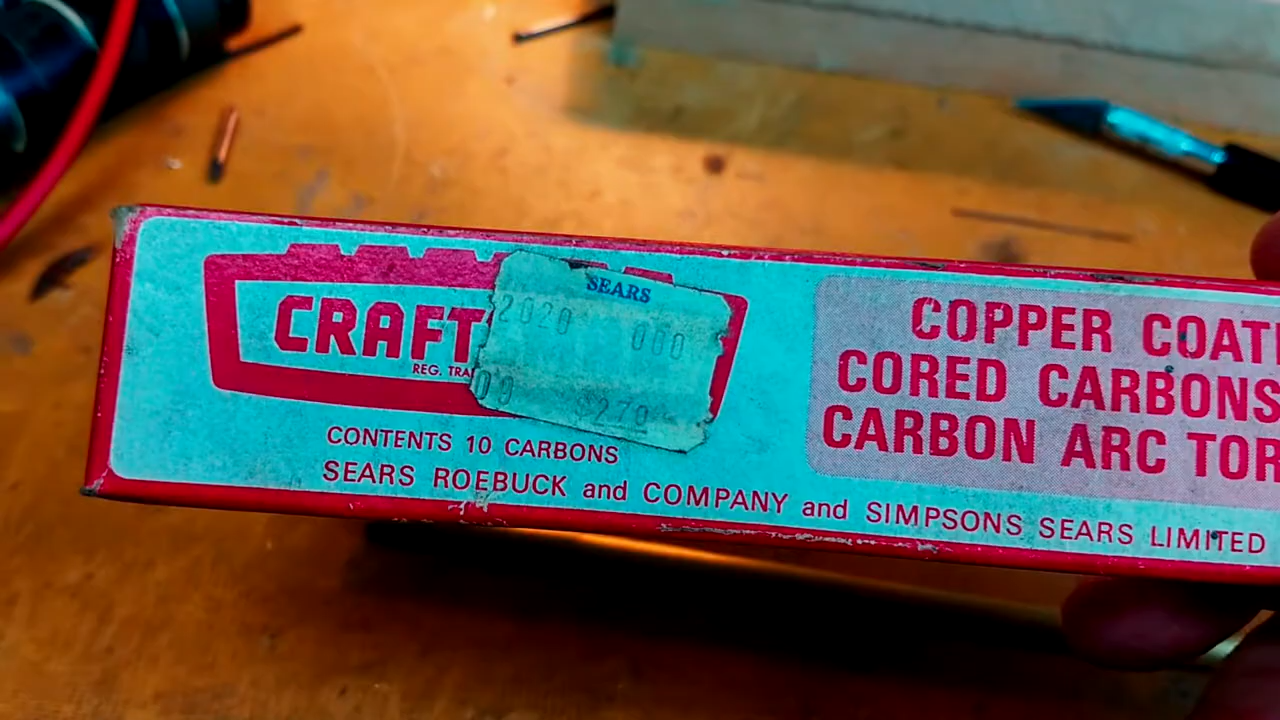 CRAFT
REG. TRA
SEARS
2020 000
00 $270
CONTENTS 10 CARBONS
SEARS ROEBUCK and COMPANY and SIMPSONS SEARS LIMITED
COPPER COAT
CORED CARBONS
CARBON ARC TOR